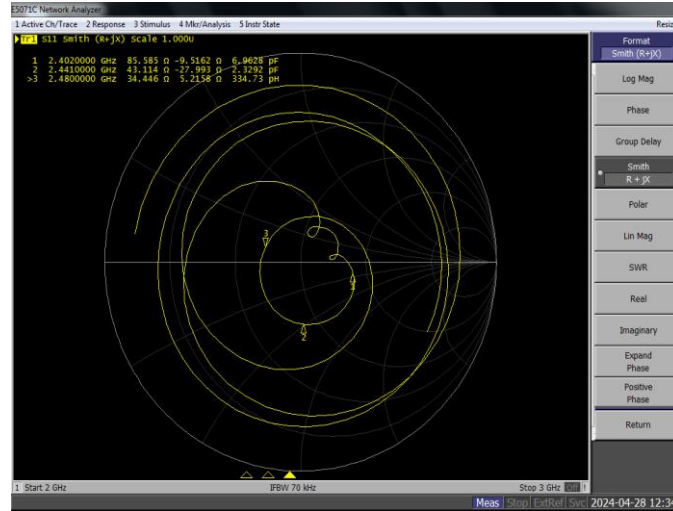 E5071C Network Analyzer
1 Active Ch/Trace 2 Response 3 Stimulus 4 Mkr/Analysis 5 Instr State
Tr1 S11 Smith (R+jX) Scale 1.000U
1 2.4020000 GHz 85.585 Ω -9.5162 Ω 6.9628 pF
2 2.4410000 GHz 43.114 Ω -27.993 Ω 2.3292 pF
>3 2.4800000 GHz 34.446 Ω 5.2158 Ω 334.73 pH
3
2
1 Start 2 GHz
IFBW 70 kHz
Stop 3 GHz Off !
Meas Stop ExtRef Svc 2024-04-28 12:34
Resiz
Format
Smith (R+jX)
Log Mag
Phase
Group Delay
Smith
R + jX
Polar
Lin Mag
SWR
Real
Imaginary
Expand
Phase
Positive
Phase
Return